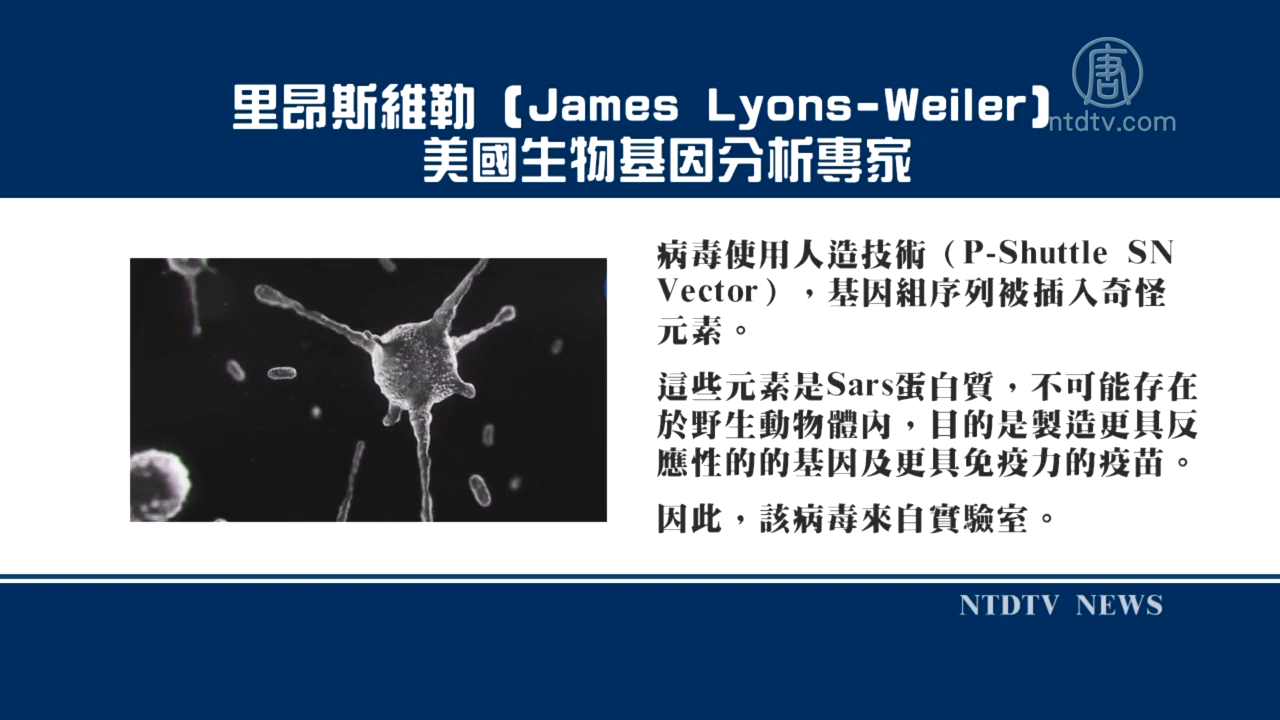 唐
里昂斯維勒【James Lyons-Weiler】
ntdtv.com
美國生物基因分析專家
病毒使用人造技術（P-Shuttle SN
Vector），基因組序列被插入奇怪
元素。
這些元素是Sars蛋白質，不可能存在
於野生動物體內，目的是製造更具反
應性的的基因及更具免疫力的疫苗。
因此，該病毒來自實驗室。
NTDTV NEWS